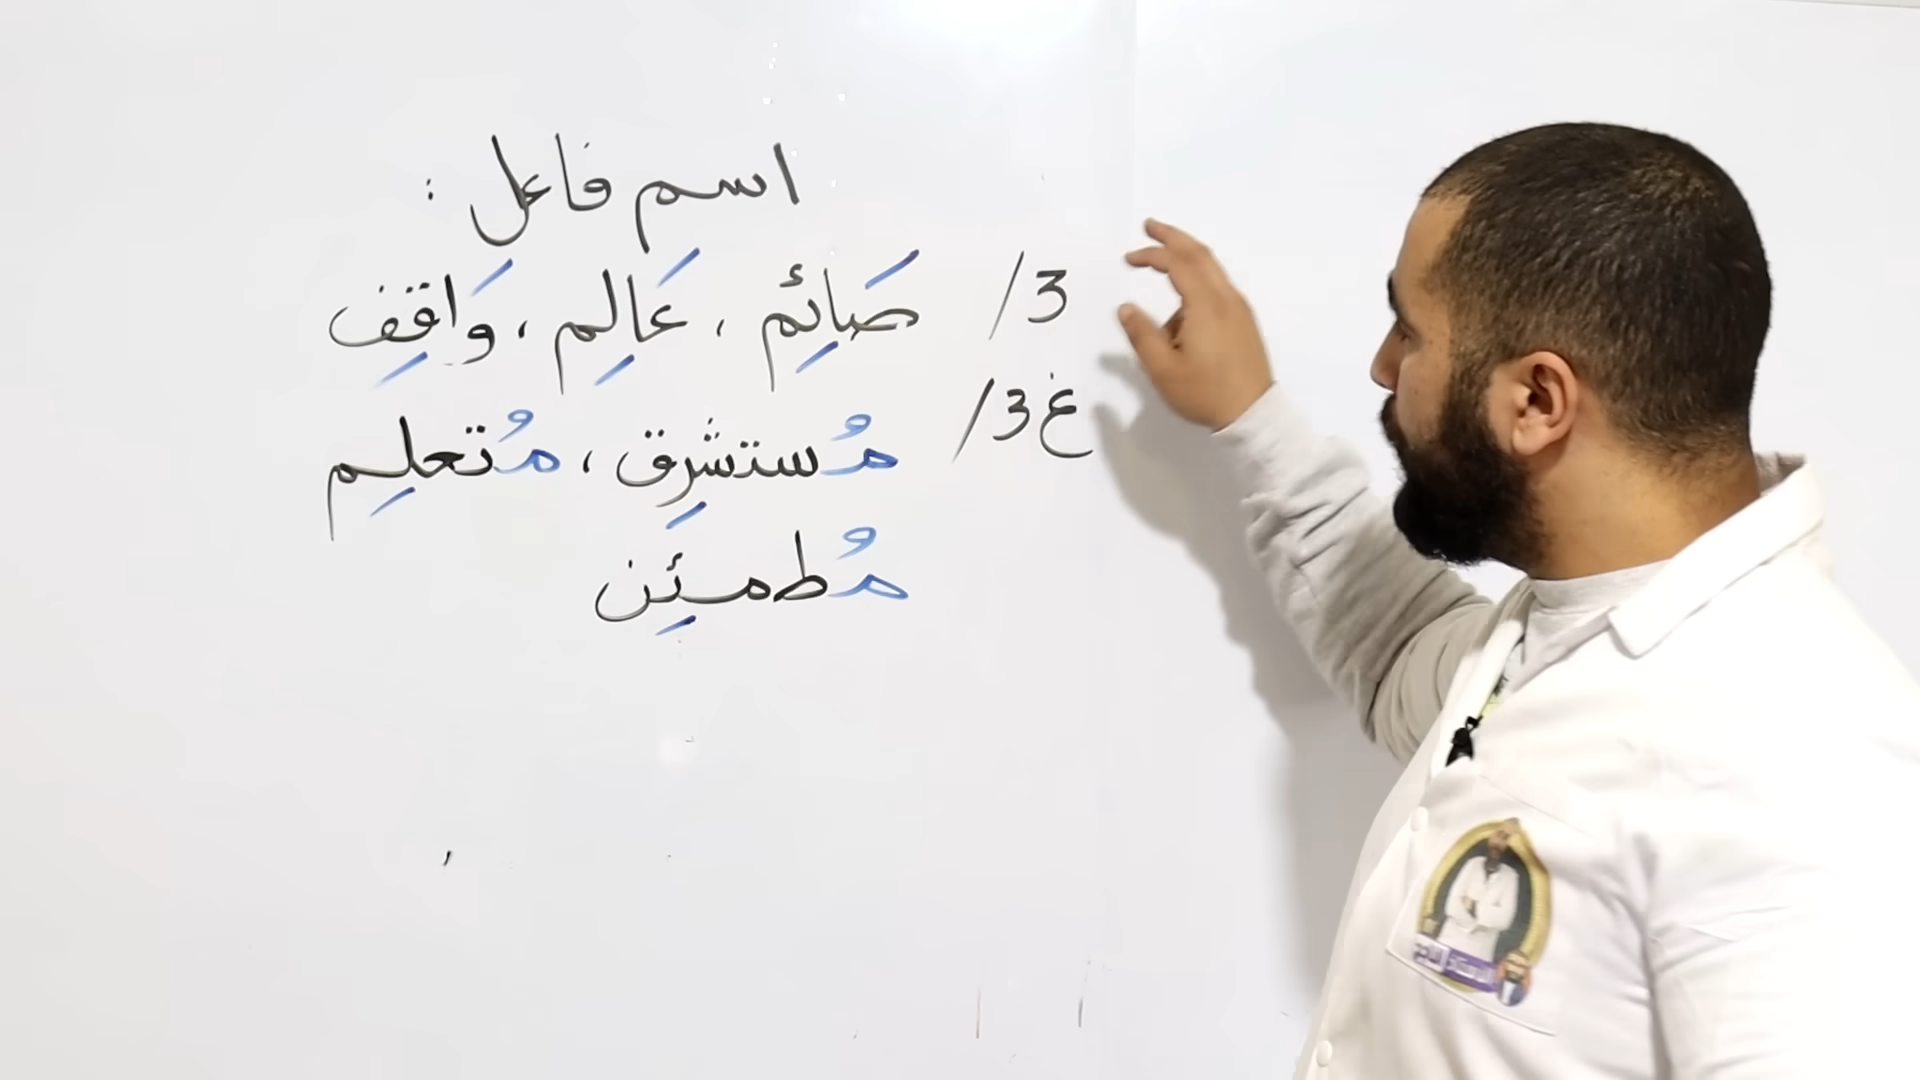 اسم فاعل :
3/ صَائِم ، عَالِم ، وَاقِف
غ3/ مُستشرِق ، مُتعلِم
مُطمئِن